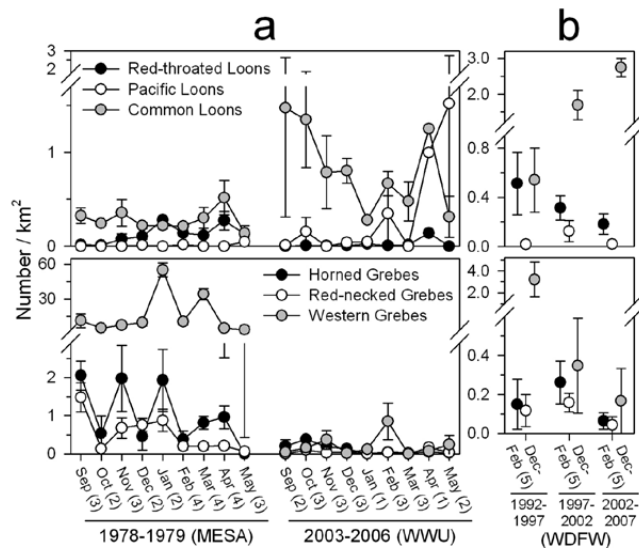 a
b
3
2
1
0
Red-throated Loons
Pacific Loons
Common Loons
3.0
2.0
0.8
0.4
0.0
Number / km²
60
30
2
1
0
Horned Grebes
Red-necked Grebes
Western Grebes
4.0
2.0
0.4
0.2
0.0
Sep (3)
Oct (2)
Nov (3)
Dec (2)
Jan (2)
Feb (4)
Mar (4)
Apr (4)
May (3)
Sep (2)
Oct (3)
Nov (2)
Dec (3)
Jan (1)
Feb (3)
Mar (3)
Apr (1)
May (2)
Dec-
Feb (5)
Dec-
Feb (5)
Dec-
Feb (5)
1978-1979 (MESA)
2003-2006 (WWU)
1992-
1997
1997-
2002
2002-
2007
(WDFW)